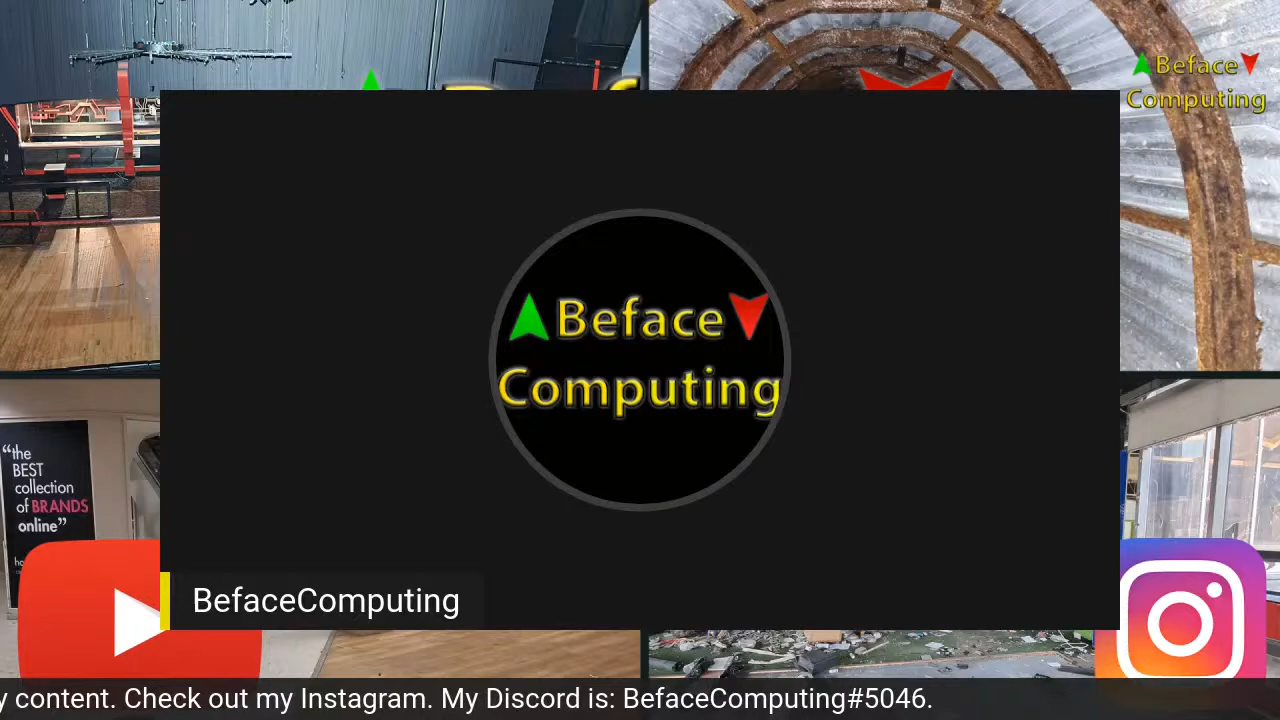 Beface
Computing
Beface
Computing
“the
BEST
collection
of BRANDS
online”
BefaceComputing
y content. Check out my Instagram. My Discord is: BefaceComputing#5046.